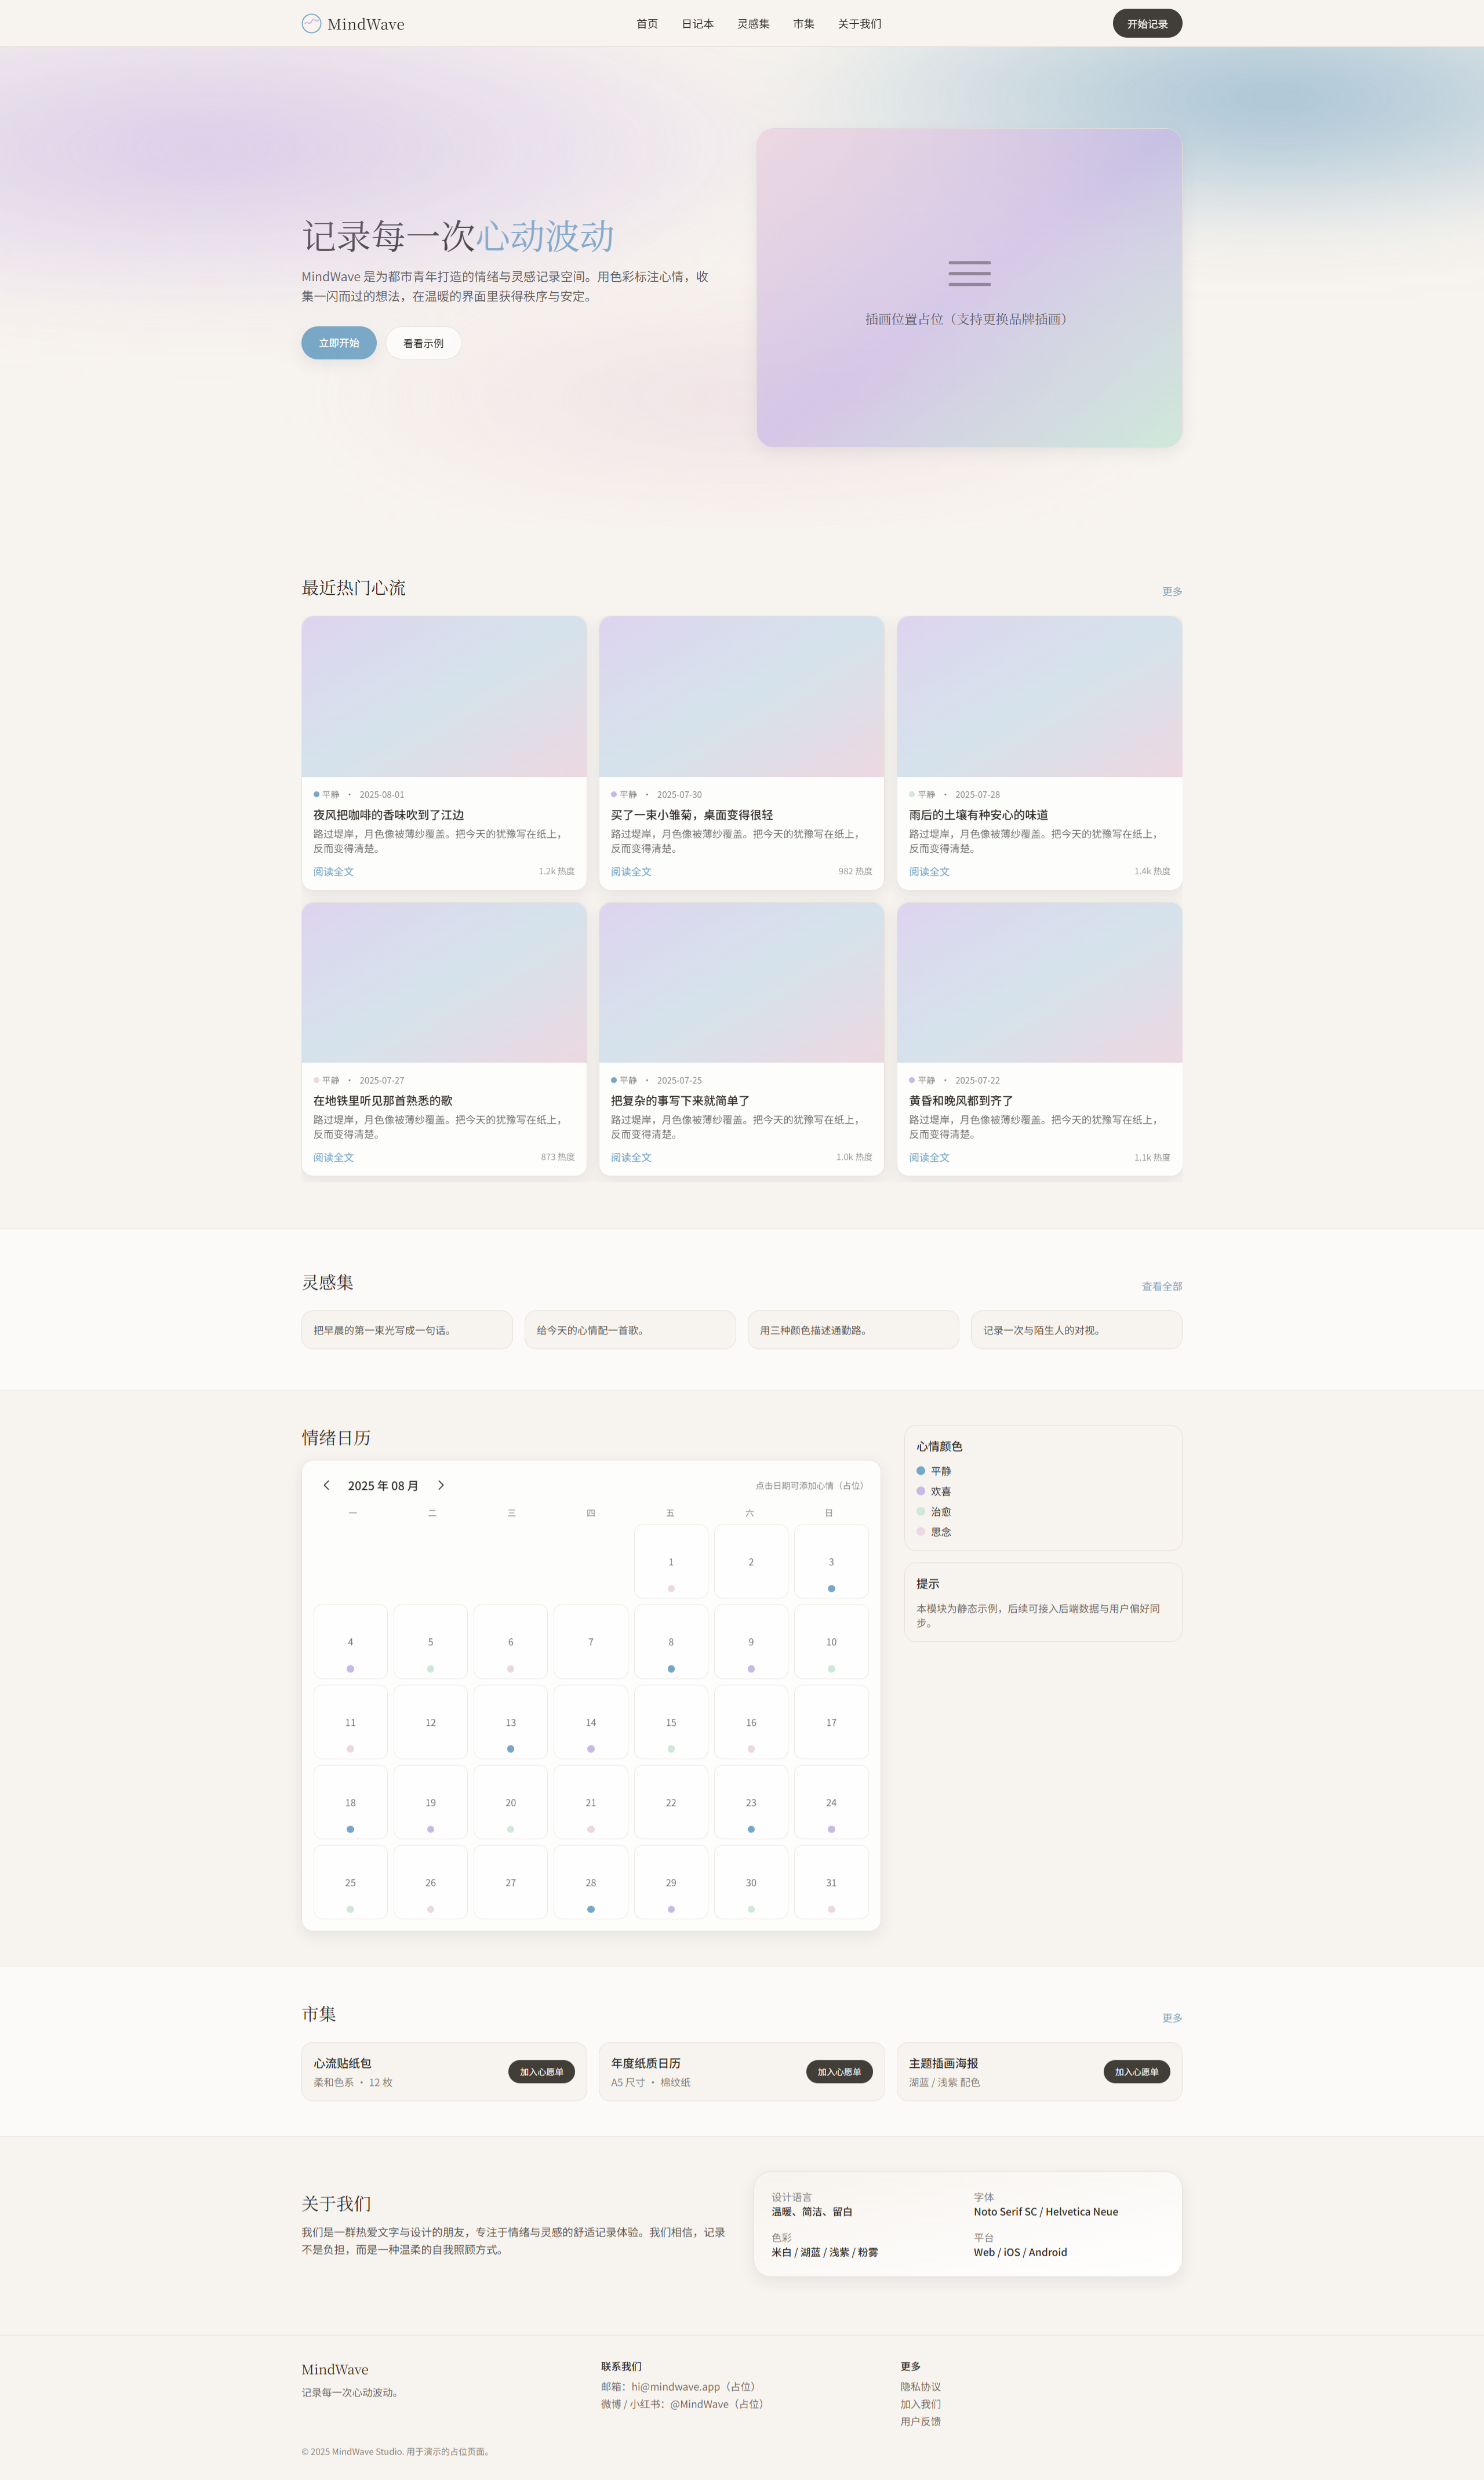 MindWave
首页
日记本
灵感集
市集
关于我们
开始记录
记录每一次心动波动
MindWave 是为都市青年打造的情绪与灵感记录空间。用色彩标注心情，收
集一闪而过的想法，在温暖的界面里获得秩序与安定。
立即开始
看看示例
插画位置占位（支持更换品牌插画）
最近热门心流
更多
平静 · 2025-08-01
夜风把咖啡的香味吹到了江边
路过堤岸，月色像被薄纱覆盖。把今天的犹豫写在纸上，
反而变得清楚。
阅读全文
1.2k 热度
平静 · 2025-07-30
买了一束小雏菊，桌面变得很轻
路过堤岸，月色像被薄纱覆盖。把今天的犹豫写在纸上，
反而变得清楚。
阅读全文
982 热度
平静 · 2025-07-28
雨后的土壤有种安心的味道
路过堤岸，月色像被薄纱覆盖。把今天的犹豫写在纸上，
反而变得清楚。
阅读全文
1.4k 热度
平静 · 2025-07-27
在地铁里听见那首熟悉的歌
路过堤岸，月色像被薄纱覆盖。把今天的犹豫写在纸上，
反而变得清楚。
阅读全文
873 热度
平静 · 2025-07-25
把复杂的事写下来就简单了
路过堤岸，月色像被薄纱覆盖。把今天的犹豫写在纸上，
反而变得清楚。
阅读全文
1.0k 热度
平静 · 2025-07-22
黄昏和晚风都到齐了
路过堤岸，月色像被薄纱覆盖。把今天的犹豫写在纸上，
反而变得清楚。
阅读全文
1.1k 热度
灵感集
查看全部
把早晨的第一束光写成一句话。
给今天的心情配一首歌。
用三种颜色描述通勤路。
记录一次与陌生人的对视。
情绪日历
2025 年 08 月
点击日期可添加心情（占位）
一 二 三 四 五 六 日
1 2 3
4 5 6 7 8 9 10
11 12 13 14 15 16 17
18 19 20 21 22 23 24
25 26 27 28 29 30 31
心情颜色
平静
欢喜
治愈
思念
提示
本模块为静态示例，后续可接入后端数据与用户偏好同
步。
市集
更多
心流贴纸包
柔和色系 · 12 枚
加入心愿单
年度纸质日历
A5 尺寸 · 棉纹纸
加入心愿单
主题插画海报
湖蓝 / 浅紫 配色
加入心愿单
关于我们
我们是一群热爱文字与设计的朋友，专注于情绪与灵感的舒适记录体验。我们相信，记录
不是负担，而是一种温柔的自我照顾方式。
设计语言
温暖、简洁、留白
字体
Noto Serif SC / Helvetica Neue
色彩
米白 / 湖蓝 / 浅紫 / 粉雾
平台
Web / iOS / Android
MindWave
记录每一次心动波动。
联系我们
邮箱：hi@mindwave.app（占位）
微博 / 小红书：@MindWave（占位）
更多
隐私协议
加入我们
用户反馈
© 2025 MindWave Studio. 用于演示的占位页面。